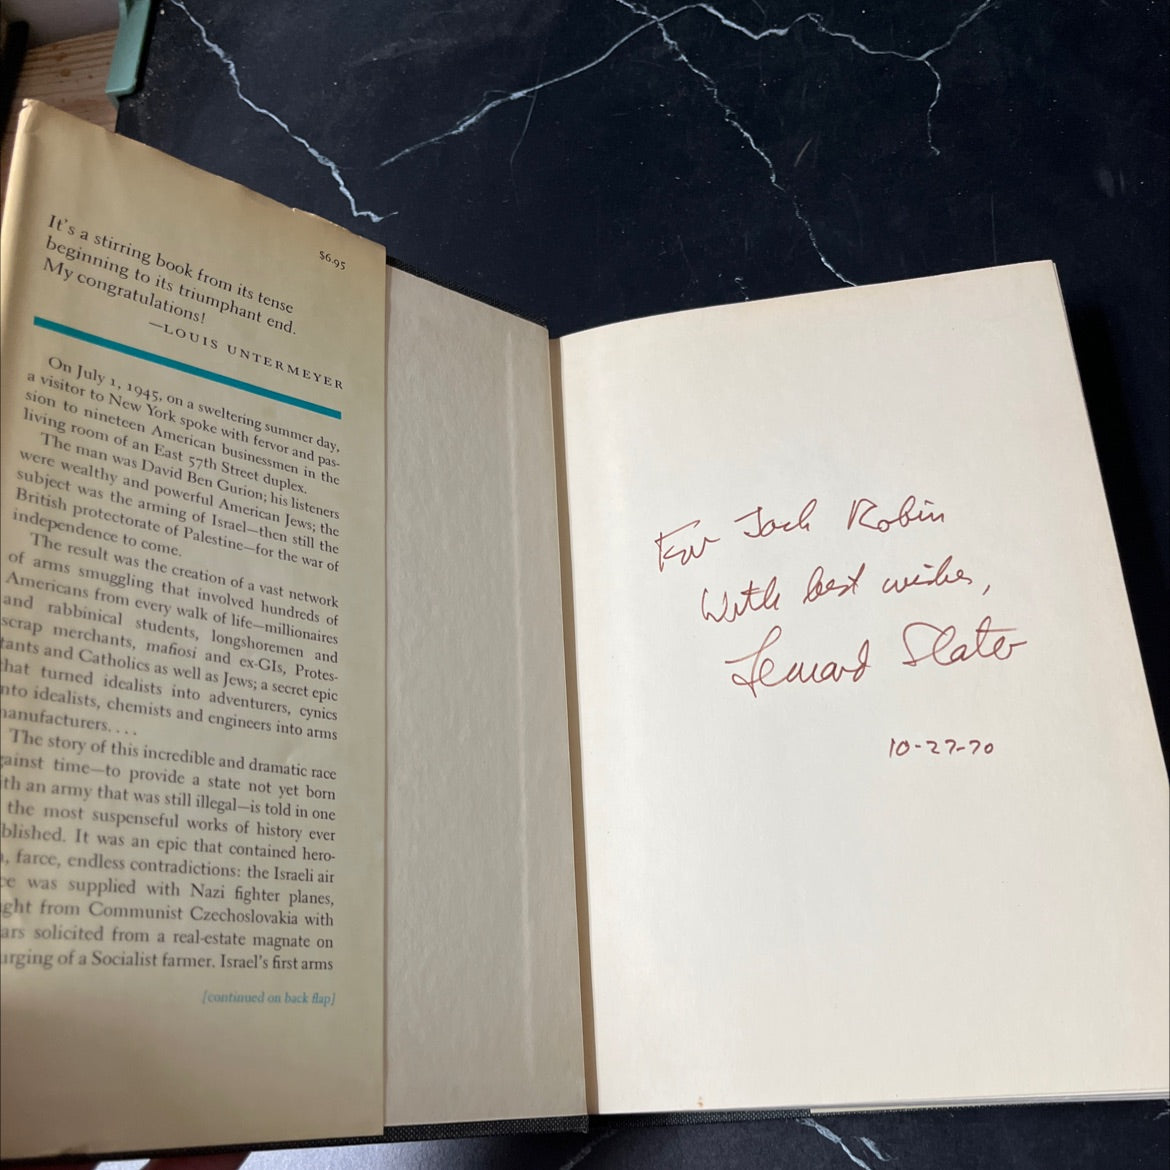 It's a stirring book from its tense
beginning to its triumphant end.
My congratulations!
—LOUIS UNTERMEYER
$6.95
On July 1, 1945, on a sweltering summer day,
a visitor to New York spoke with fervor and pas-
sion to nineteen American businessmen in the
living room of an East 57th Street duplex.
The man was David Ben Gurion; his listeners
were wealthy and powerful American Jews; the
subject was the arming of Israel—then still the
British protectorate of Palestine—for the war of
independence to come.
The result was the creation of a vast network
of arms smuggling that involved hundreds of
Americans from every walk of life—millionaires
and rabbinical students, longshoremen and
scrap merchants, mafiosi and ex-GIs, Protes-
tants and Catholics as well as Jews; a secret epic
that turned idealists into adventurers, cynics
into idealists, chemists and engineers into arms
manufacturers....
The story of this incredible and dramatic race
against time—to provide a state not yet born
with an army that was still illegal—is told in one
the most suspenseful works of history ever
blished. It was an epic that contained hero-
, farce, endless contradictions: the Israeli air
ce was supplied with Nazi fighter planes,
ght from Communist Czechoslovakia with
ars solicited from a real-estate magnate on
urging of a Socialist farmer. Israel's first arms
[continued on back flap]
For Jack Robin
With best wishes,
Leonard Slater
10-27-70